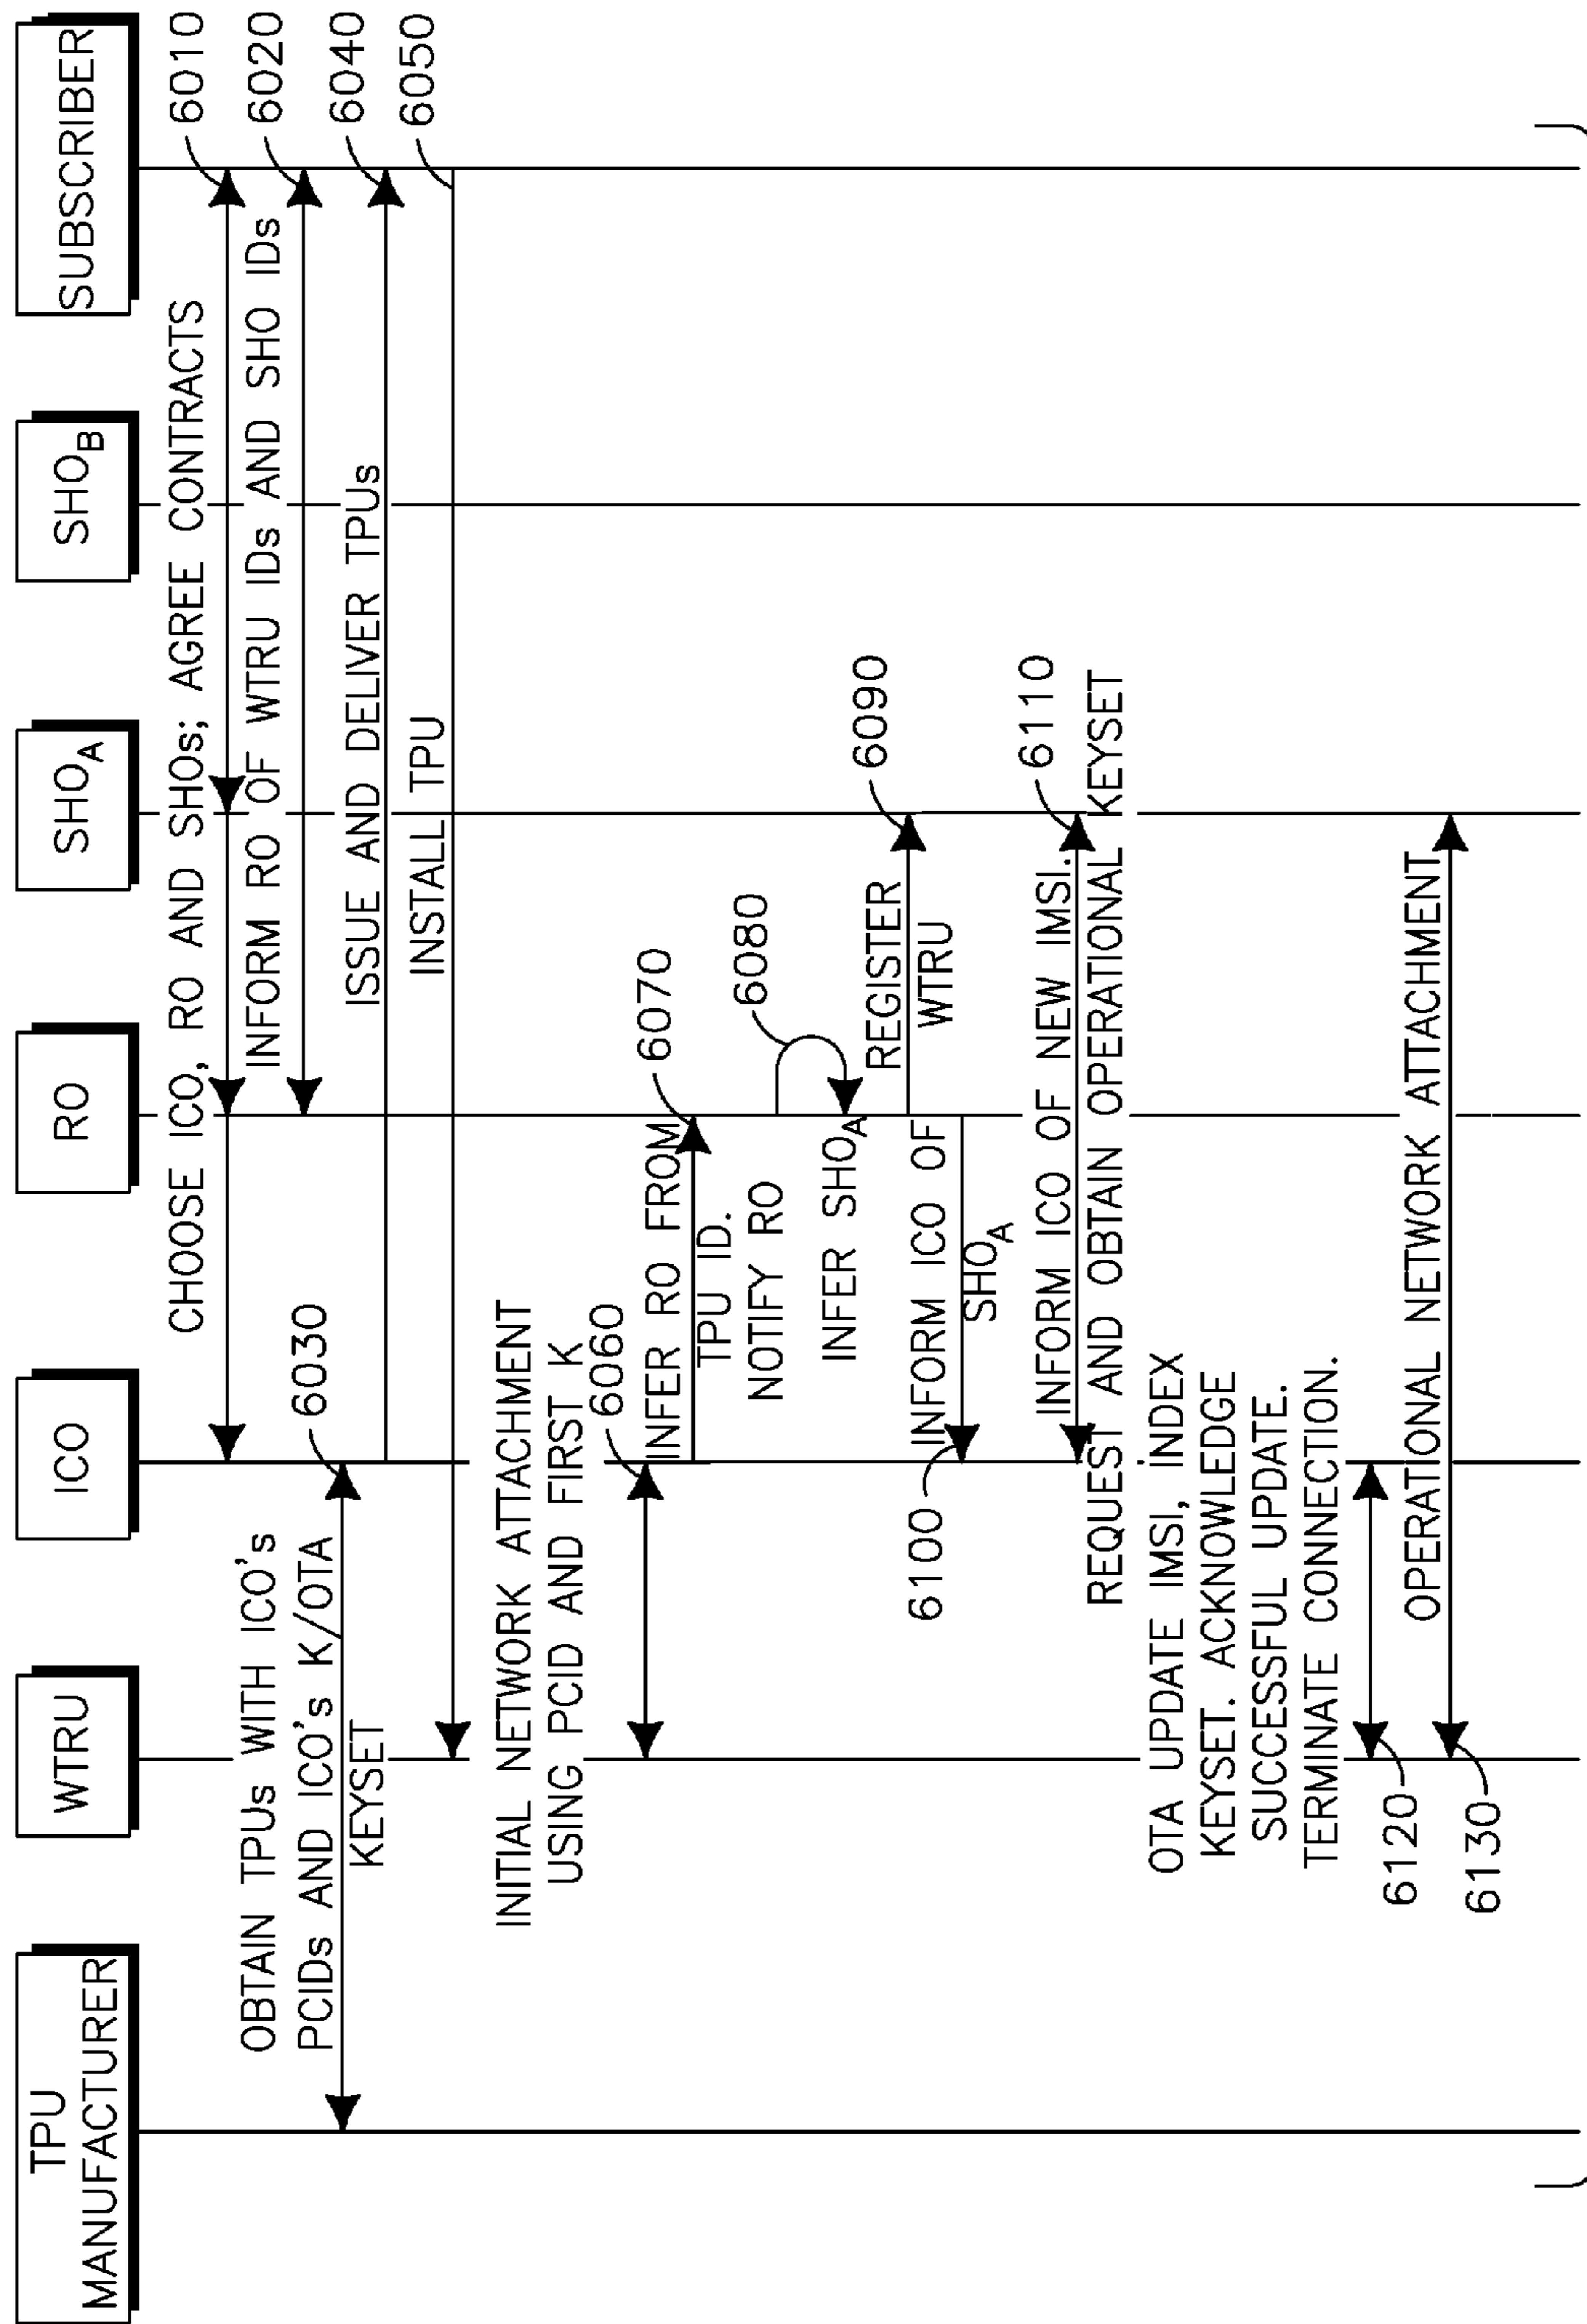 TPU
MANUFACTURER
WTRU
ICO
RO
SHOA
SHOB
SUBSCRIBER
CHOOSE ICO, RO AND SHOs; AGREE CONTRACTS
6010
INFORM RO OF WTRU IDs AND SHO IDs
6020
OBTAIN TPUs WITH ICO's
PCIDs AND ICO's K/OTA
KEYSET
6030
ISSUE AND DELIVER TPUs
6040
INSTALL TPU
6050
INITIAL NETWORK ATTACHMENT
USING PCID AND FIRST K
6060
INFER RO FROM
TPU ID.
NOTIFY RO
6070
6080
INFER SHOA
REGISTER
WTRU
6090
INFORM ICO OF
SHOA
6100
INFORM ICO OF NEW IMSI.
REQUEST AND OBTAIN OPERATIONAL KEYSET
6110
OTA UPDATE IMSI, INDEX
KEYSET. ACKNOWLEDGE
SUCCESSFUL UPDATE.
TERMINATE CONNECTION.
6120
OPERATIONAL NETWORK ATTACHMENT
6130